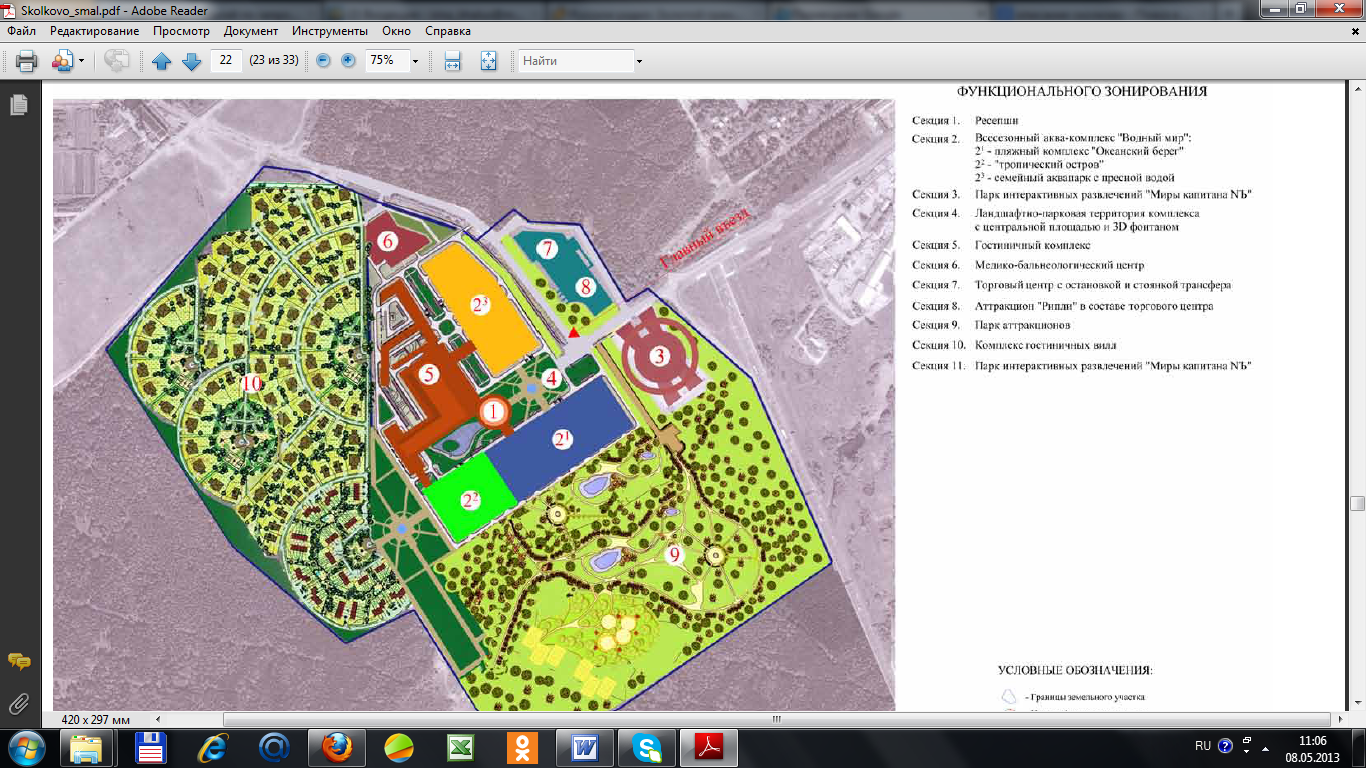 Skolkovo_smal.pdf - Adobe Reader
Файл Редактирование Просмотр Документ Инструменты Окно Справка
22 (23 из 33) 75% Найти
ФУНКЦИОНАЛЬНОГО ЗОНИРОВАНИЯ
Секция 1. Ресепшн
Секция 2. Всесезонный аква-комплекс "Водный мир":
2¹ - пляжный комплекс "Океанский берег"
2² - "тропический остров"
2³ - семейный аквапарк с пресной водой
Секция 3. Парк интерактивных развлечений "Миры капитана NЪ"
Секция 4. Ландшафтно-парковая территория комплекса
с центральной площадью и 3D фонтаном
Секция 5. Гостиничный комплекс
Секция 6. Медико-бальнеологический центр
Секция 7. Торговый центр с остановкой и стоянкой трансфера
Секция 8. Аттракцион "Рипли" в составе торгового центра
Секция 9. Парк аттракционов
Секция 10. Комплекс гостиничных вилл
Секция 11. Парк интерактивных развлечений "Миры капитана NЪ"
Главный въезд
6
7
8
2³
3
5
4
10
1
2¹
2²
9
УСЛОВНЫЕ ОБОЗНАЧЕНИЯ:
- Границы земельного участка
420 x 297 мм
RU
11:06
08.05.2013